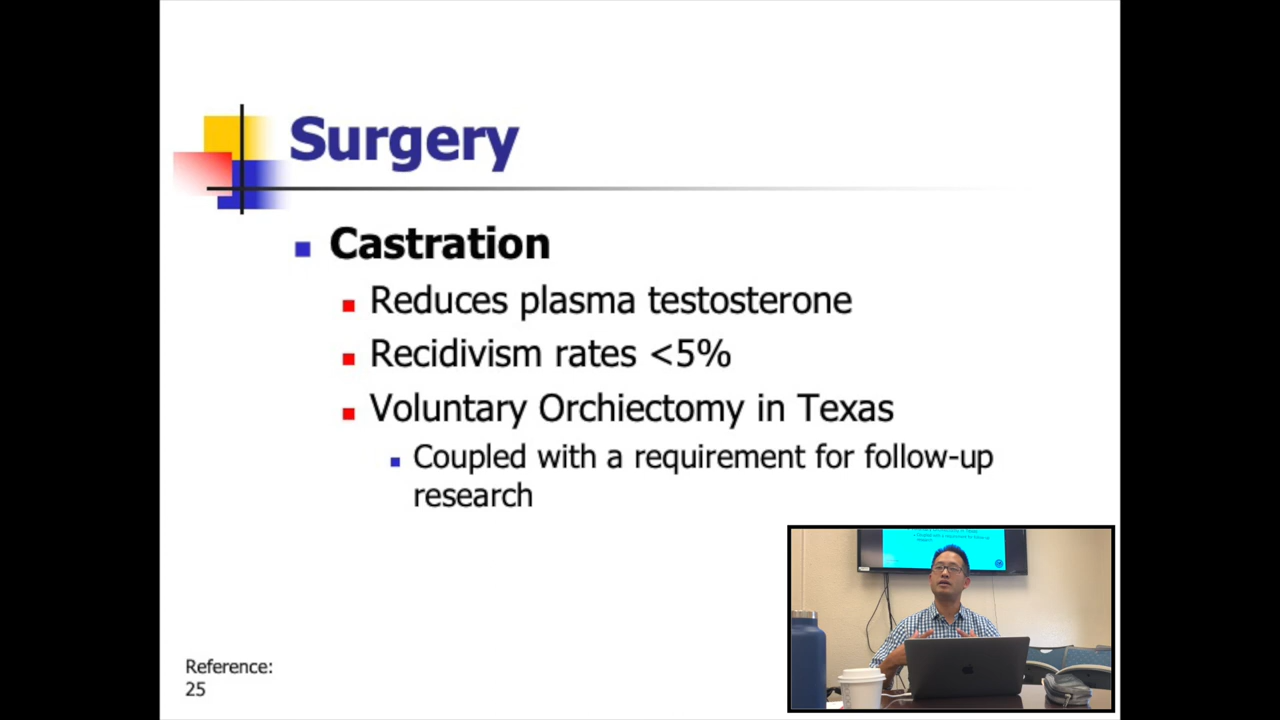 Surgery
Castration
Reduces plasma testosterone
Recidivism rates <5%
Voluntary Orchiectomy in Texas
Coupled with a requirement for follow-up
research
Reference:
25